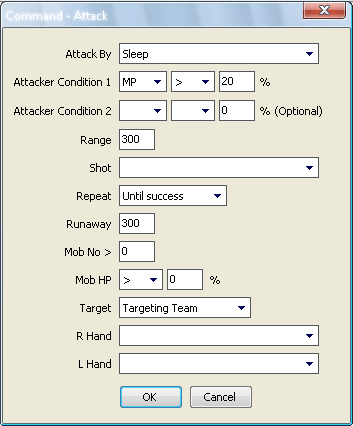 Command - Attack
Attack By Sleep
Attacker Condition 1 MP > 20 %
Attacker Condition 2 0 % (Optional)
Range 300
Shot
Repeat Until success
Runaway 300
Mob No > 0
Mob HP > 0 %
Target Targeting Team
R Hand
L Hand
OK Cancel